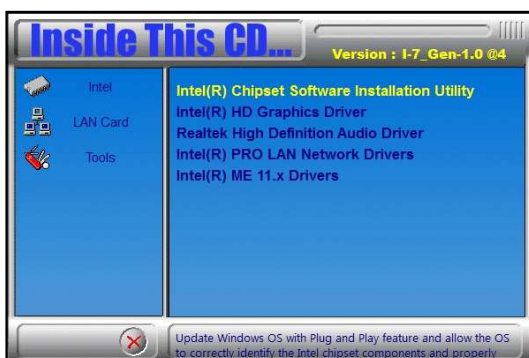 Inside This CD...
Version : I-7_Gen-1.0 @4
Intel
LAN Card
Tools
Intel(R) Chipset Software Installation Utility
Intel(R) HD Graphics Driver
Realtek High Definition Audio Driver
Intel(R) PRO LAN Network Drivers
Intel(R) ME 11.x Drivers
Update Windows OS with Plug and Play feature and allow the OS
to correctly identify the Intel chipset components and properly